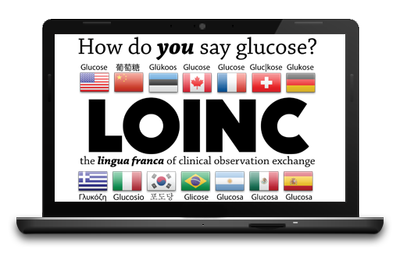 How do you say glucose?
Glucose 葡萄糖 Glükoos Glucose Glucose Gluc|kose Glukose
LOINC
the lingua franca of clinical observation exchange
Γλυκόζη Glucosio 포도당 Glicose Glucosa Glucosa Glucosa